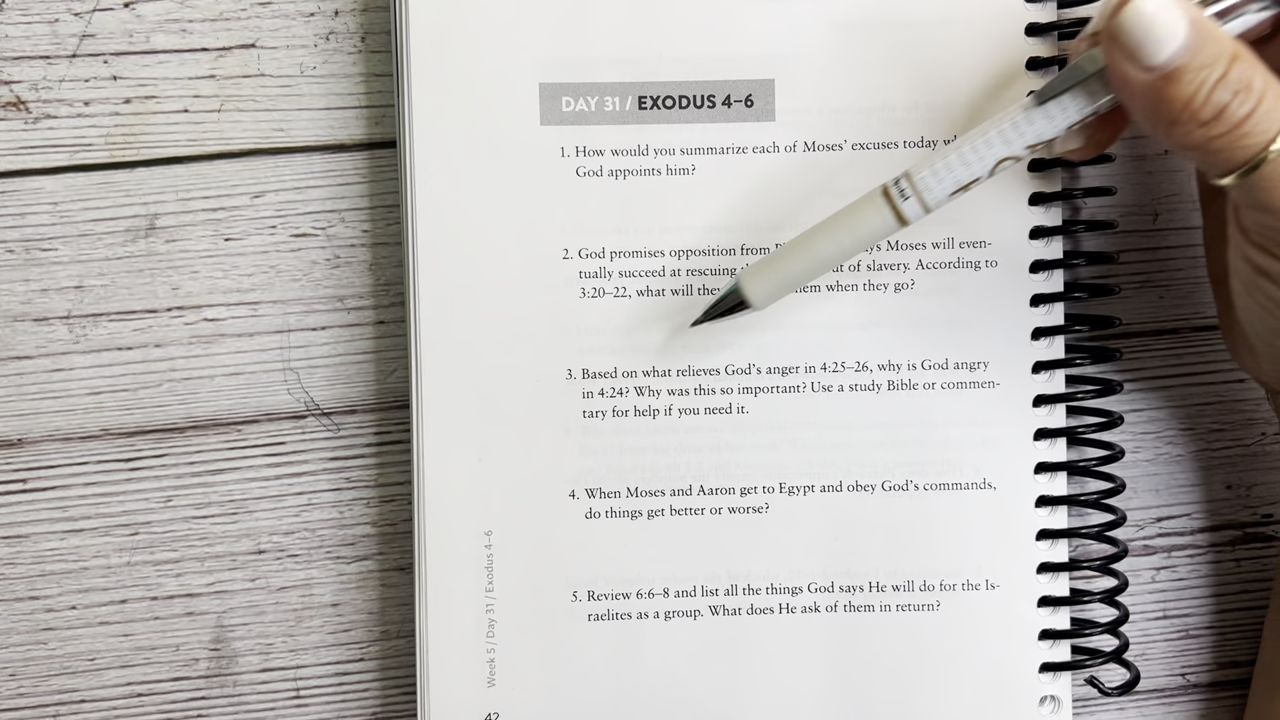 DAY 31 / EXODUS 4–6
1. How would you summarize each of Moses’ excuses today
God appoints him?
2. God promises opposition from Moses will even-
tually succeed at rescuing of slavery. According to
3:20–22, what will when they go?
3. Based on what relieves God’s anger in 4:25–26, why is God angry
in 4:24? Why was this so important? Use a study Bible or commen-
tary for help if you need it.
4. When Moses and Aaron get to Egypt and obey God’s commands,
do things get better or worse?
5. Review 6:6–8 and list all the things God says He will do for the Is-
raelites as a group. What does He ask of them in return?
Week 5 / Day 31 / Exodus 4–6
42